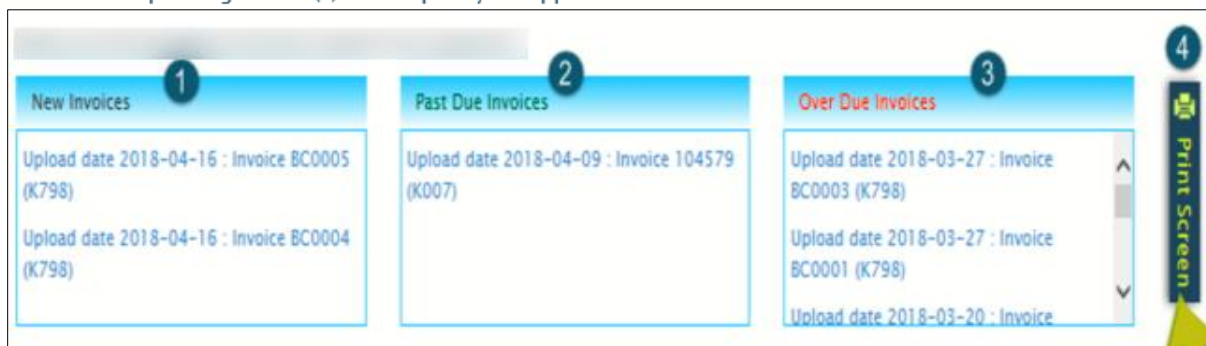 4
1
2
3
New Invoices
Past Due Invoices
Over Due Invoices
Upload date 2018-04-16 : Invoice BC0005
(K798)
Upload date 2018-04-16 : Invoice BC0004
(K798)
Upload date 2018-04-09 : Invoice 104579
(K007)
Upload date 2018-03-27 : Invoice
BC0003 (K798)
Upload date 2018-03-27 : Invoice
BC0001 (K798)
Upload date 2018-03-20 : Invoice
Print Screen